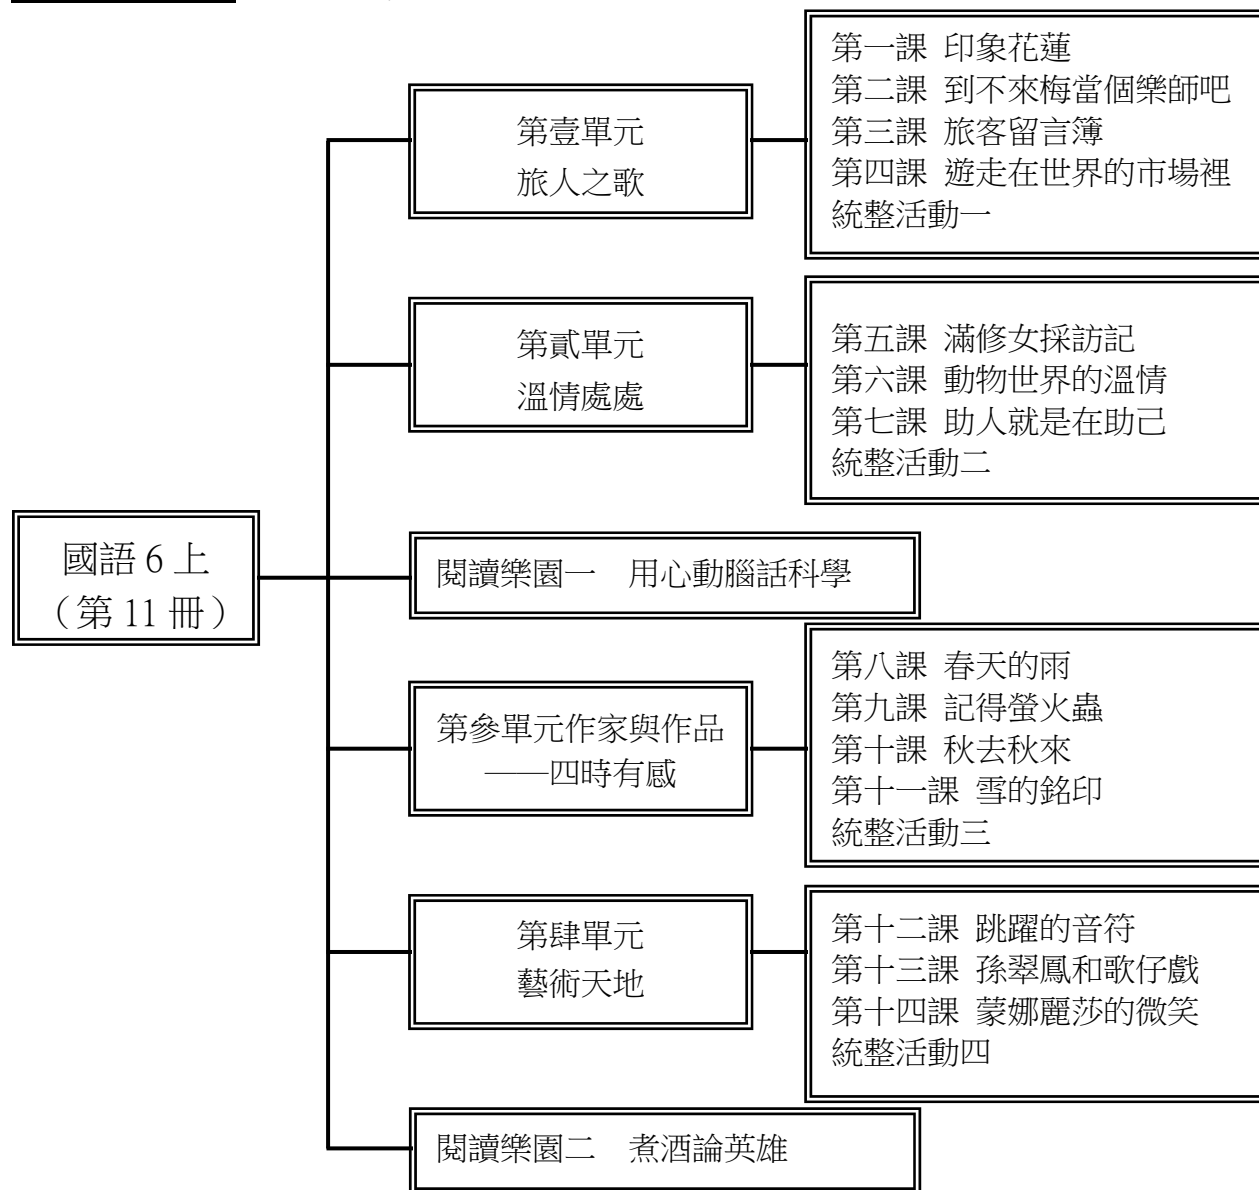 國語 6 上
（第 11 冊）
第壹單元
旅人之歌
第一課 印象花蓮
第二課 到不來梅當個樂師吧
第三課 旅客留言簿
第四課 遊走在世界的市場裡
統整活動一
第貳單元
溫情處處
第五課 滿修女採訪記
第六課 動物世界的溫情
第七課 助人就是在助己
統整活動二
閱讀樂園一　用心動腦話科學
第參單元作家與作品
——四時有感
第八課 春天的雨
第九課 記得螢火蟲
第十課 秋去秋來
第十一課 雪的銘印
統整活動三
第肆單元
藝術天地
第十二課 跳躍的音符
第十三課 孫翠鳳和歌仔戲
第十四課 蒙娜麗莎的微笑
統整活動四
閱讀樂園二　煮酒論英雄